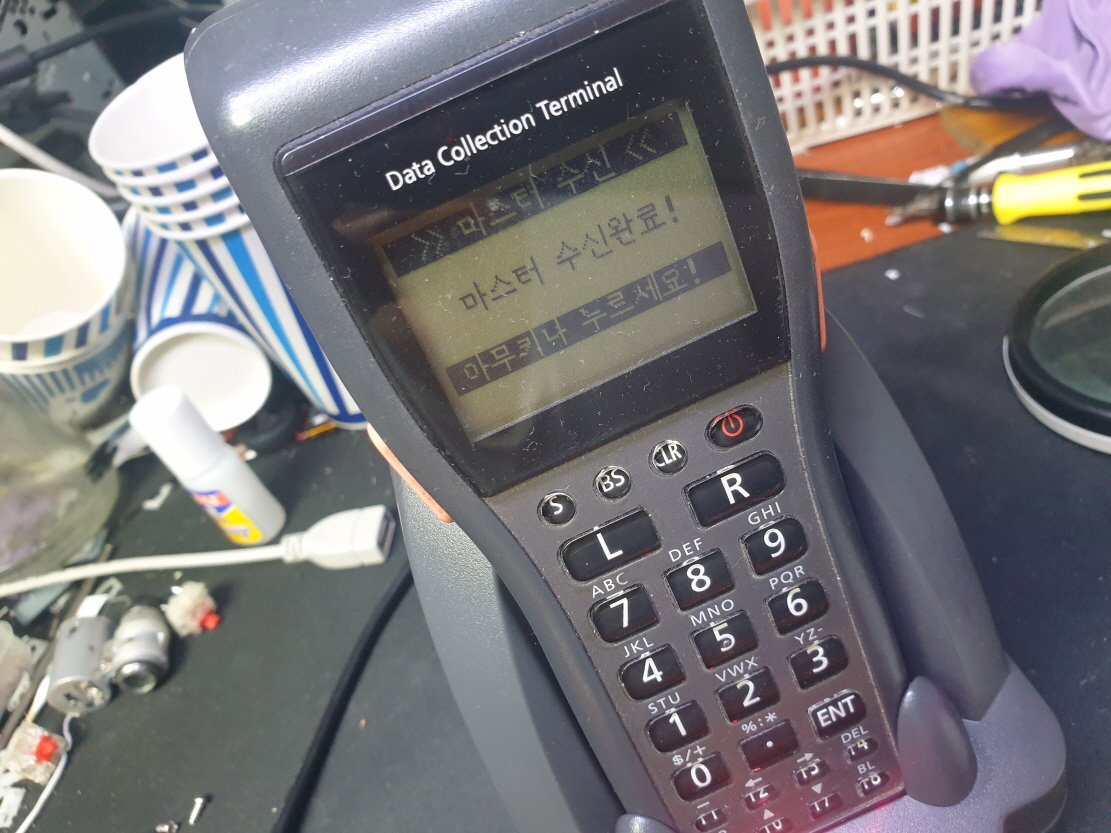 Data Collection Terminal
》 마스터 수신 《
마스터 수신완료!
아무키나 누르세요!
S BS CLR
L R
ABC DEF GHI
7 8 9
JKL MNO PQR
4 5 6
STU VWX YZ-
1 2 3
$/+ %:* 
0 . ENT
← → DEL
F2 F3 F4
▲ ▼ BL
F7 F8